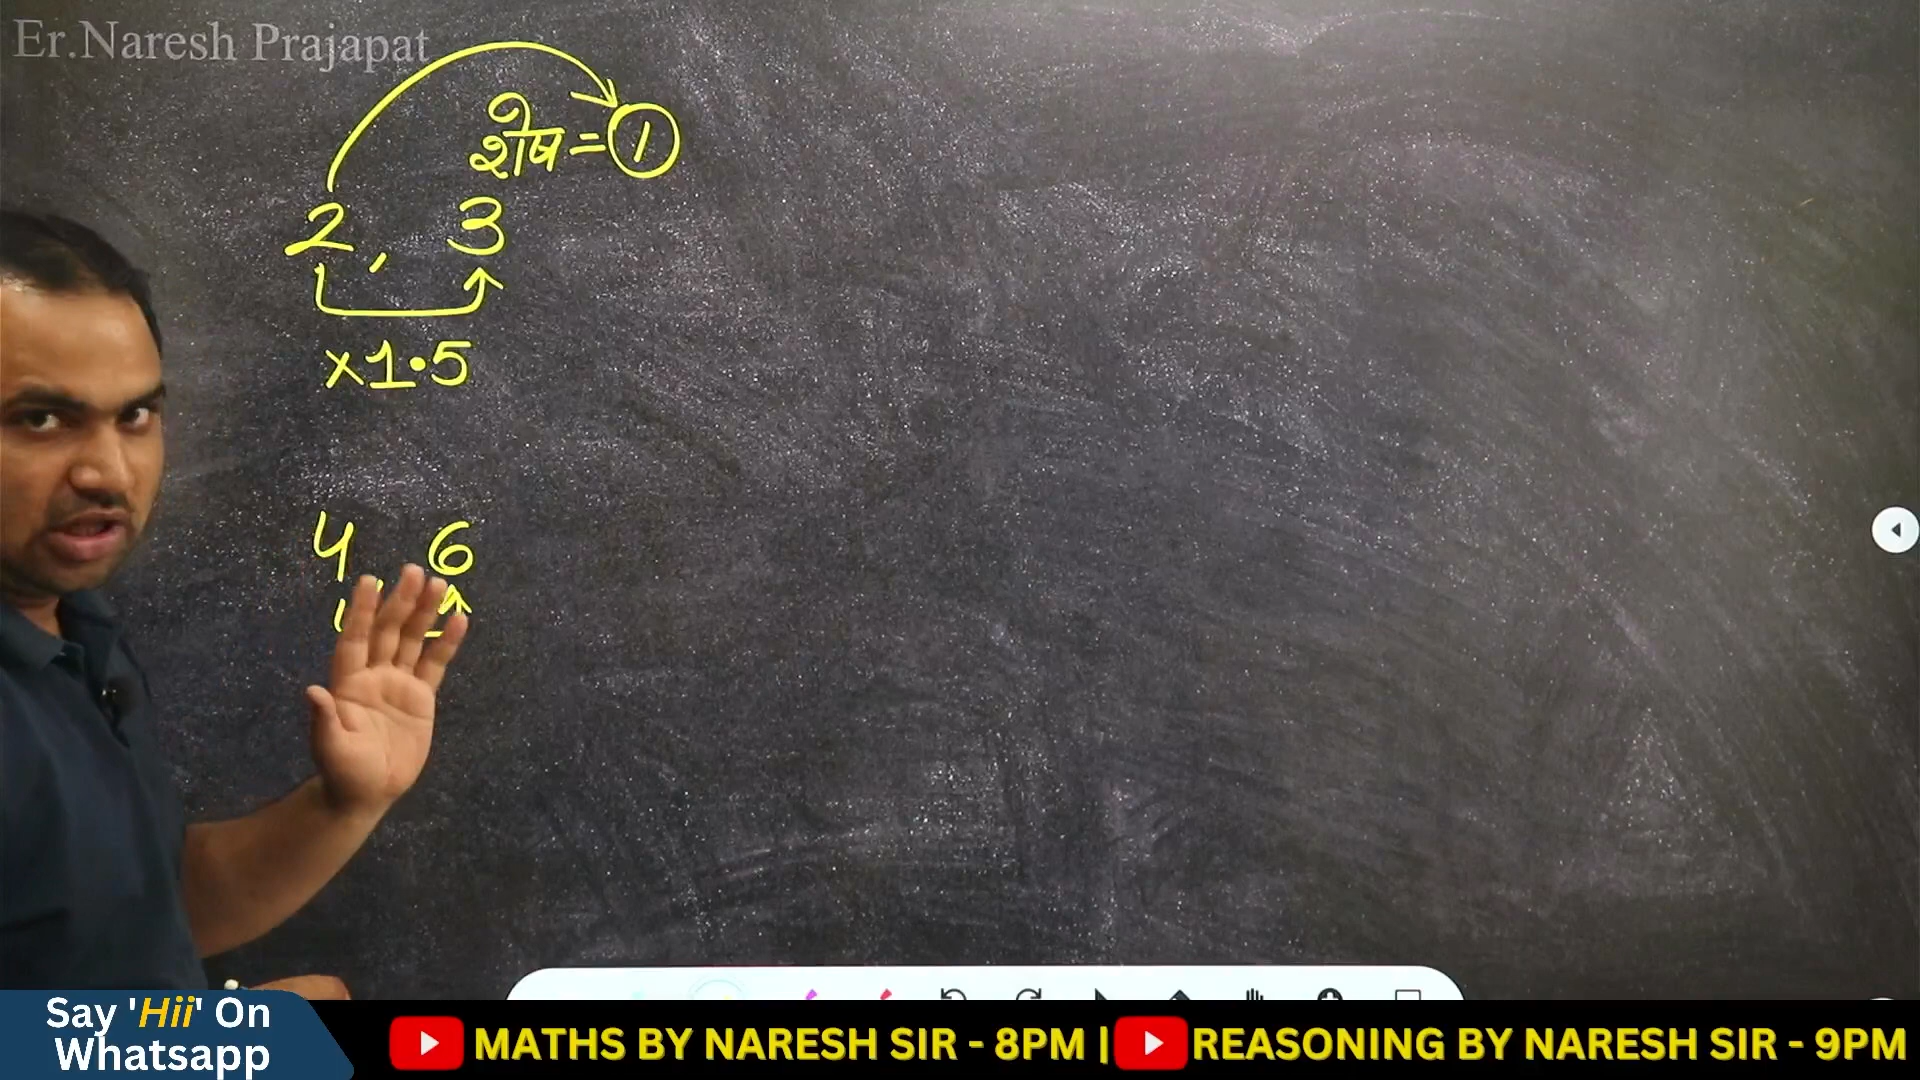 Er.Naresh Prajapat
शेष = 1
2, 3
×1.5
4, 6
Say 'Hii' On
Whatsapp
MATHS BY NARESH SIR - 8PM | REASONING BY NARESH SIR - 9PM